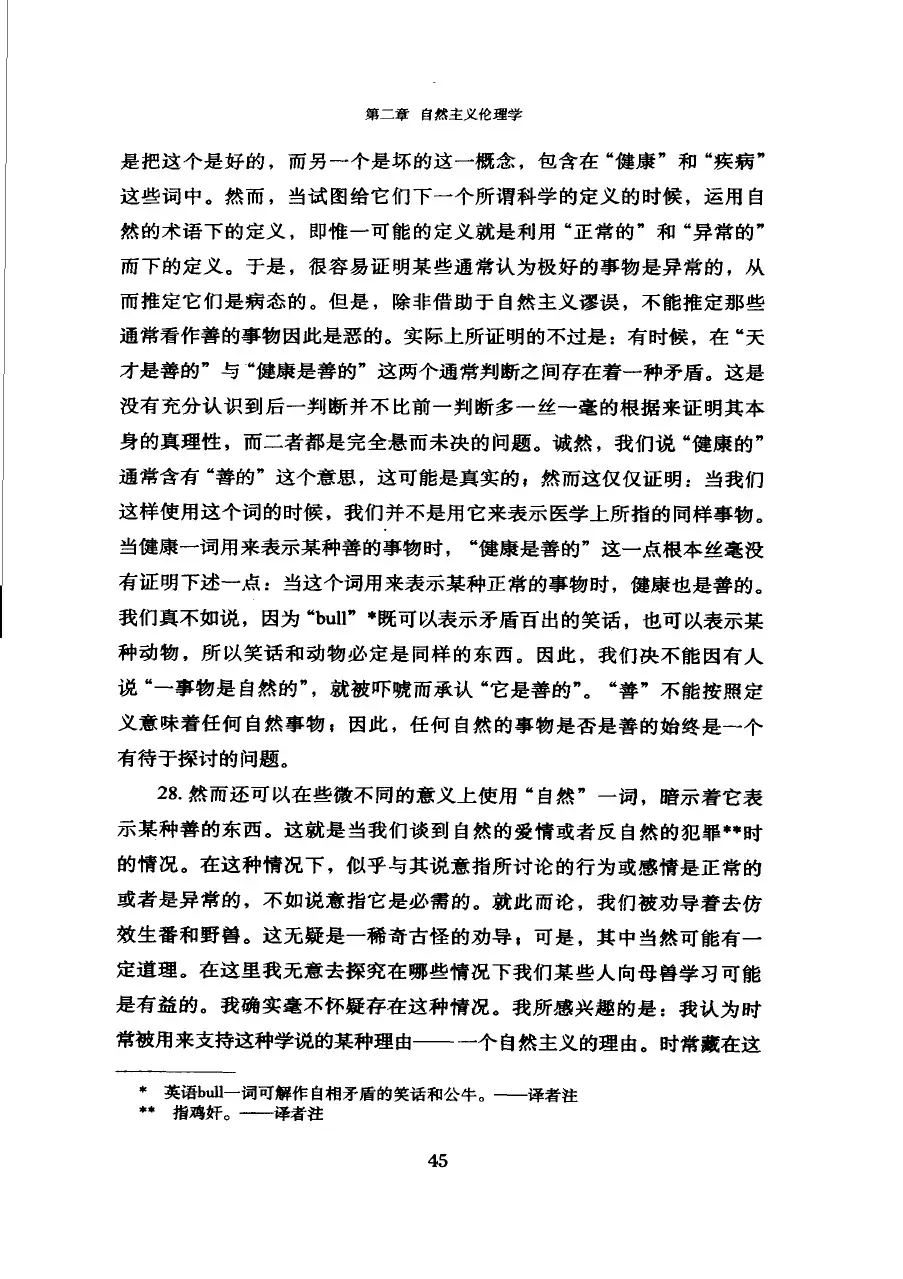 第二章 自然主义伦理学
是把这个是好的，而另一个是坏的这一概念，包含在“健康”和“疾病”
这些词中。然而，当试图给它们下一个所谓科学的定义的时候，运用自
然的术语下的定义，即惟一可能的定义就是利用“正常的”和“异常的”
而下的定义。于是，很容易证明某些通常认为极好的事物是异常的，从
而推定它们是病态的。但是，除非借助于自然主义谬误，不能推定那些
通常看作善的事物因此是恶的。实际上所证明的不过是：有时候，在“天
才是善的”与“健康是善的”这两个通常判断之间存在着一种矛盾。这是
没有充分认识到后一判断并不比前一判断多一丝一毫的根据来证明其本
身的真理性，而二者都是完全悬而未决的问题。诚然，我们说“健康的”
通常含有“善的”这个意思，这可能是真实的；然而这仅仅证明：当我们
这样使用这个词的时候，我们并不是用它来表示医学上所指的同样事物。
当健康一词用来表示某种善的事物时，“健康是善的”这一点根本丝毫没
有证明下述一点：当这个词用来表示某种正常的事物时，健康也是善的。
我们真不如说，因为“bull”*既可以表示矛盾百出的笑话，也可以表示某
种动物，所以笑话和动物必定是同样的东西。因此，我们决不能因有人
说“一事物是自然的”，就被吓唬而承认“它是善的”。“善”不能按照定
义意味着任何自然事物；因此，任何自然的事物是否是善的始终是一个
有待于探讨的问题。
28. 然而还可以在些微不同的意义上使用“自然”一词，暗示着它表
示某种善的东西。这就是当我们谈到自然的爱情或者反自然的犯罪**时
的情况。在这种情况下，似乎与其说意指所讨论的行为或感情是正常的
或者是异常的，不如说意指它是必需的。就此而论，我们被劝导着去仿
效生番和野兽。这无疑是一稀奇古怪的劝导；可是，其中当然可能有一
定道理。在这里我无意去探究在哪些情况下我们某些人向母兽学习可能
是有益的。我确实毫不怀疑存在这种情况。我所感兴趣的是：我认为时
常被用来支持这种学说的某种理由——一个自然主义的理由。时常藏在这
* 英语bull一词可解作自相矛盾的笑话和公牛。——译者注
** 指鸡奸。——译者注
45